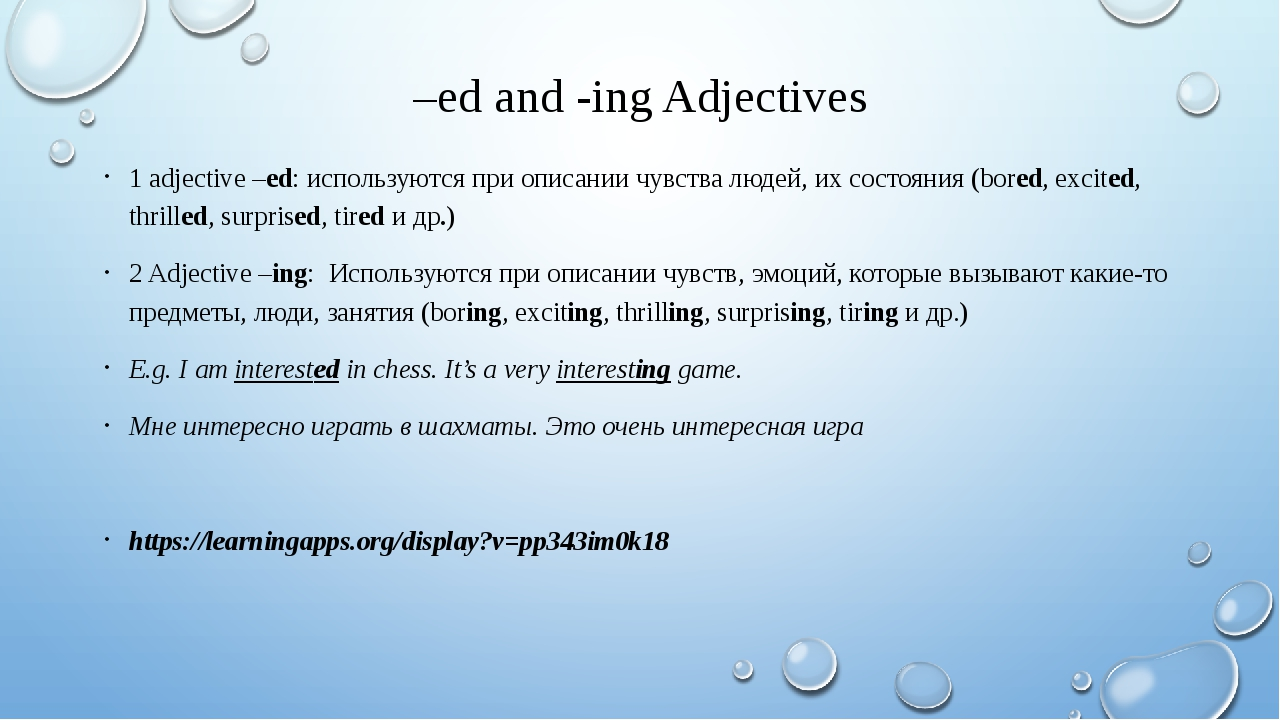 –ed and -ing Adjectives
• 1 adjective –ed: используются при описании чувства людей, их состояния (bored, excited,
thrilled, surprised, tired и др.)
• 2 Adjective –ing:  Используются при описании чувств, эмоций, которые вызывают какие-то
предметы, люди, занятия (boring, exciting, thrilling, surprising, tiring и др.)
• E.g. I am interested in chess. It’s a very interesting game.
• Мне интересно играть в шахматы. Это очень интересная игра
• https://learningapps.org/display?v=pp343im0k18